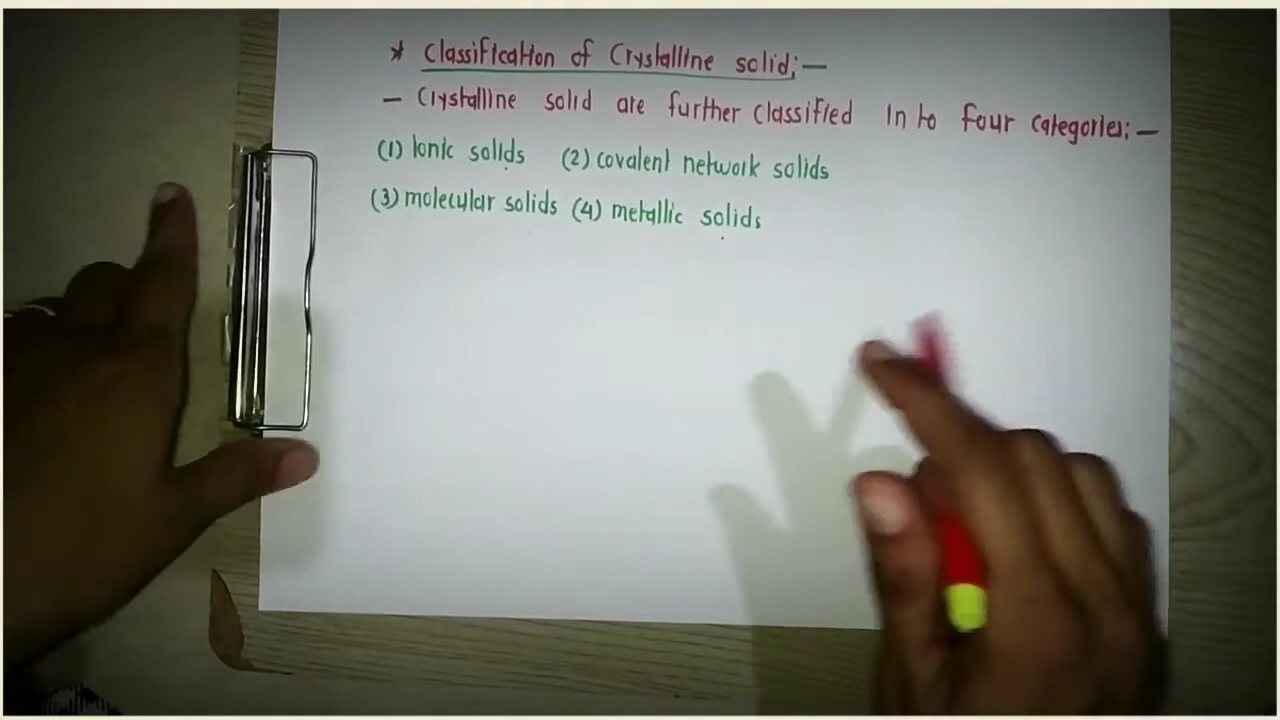 * Classification of Crystalline solid;—
– Crystalline solid are further classified in to four categories:–
(1) Ionic solids (2) covalent network solids
(3) molecular solids (4) metallic solids